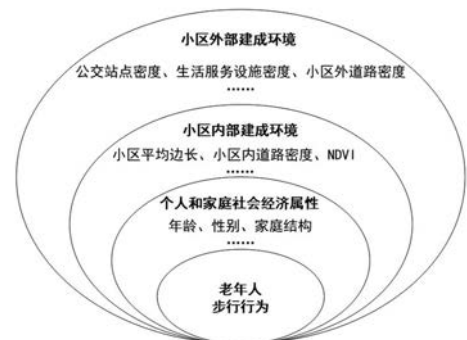 小区外部建成环境
公交站点密度、生活服务设施密度、小区外道路密度
……
小区内部建成环境
小区平均边长、小区内道路密度、NDVI
……
个人和家庭社会经济属性
年龄、性别、家庭结构
……
老年人
步行行为